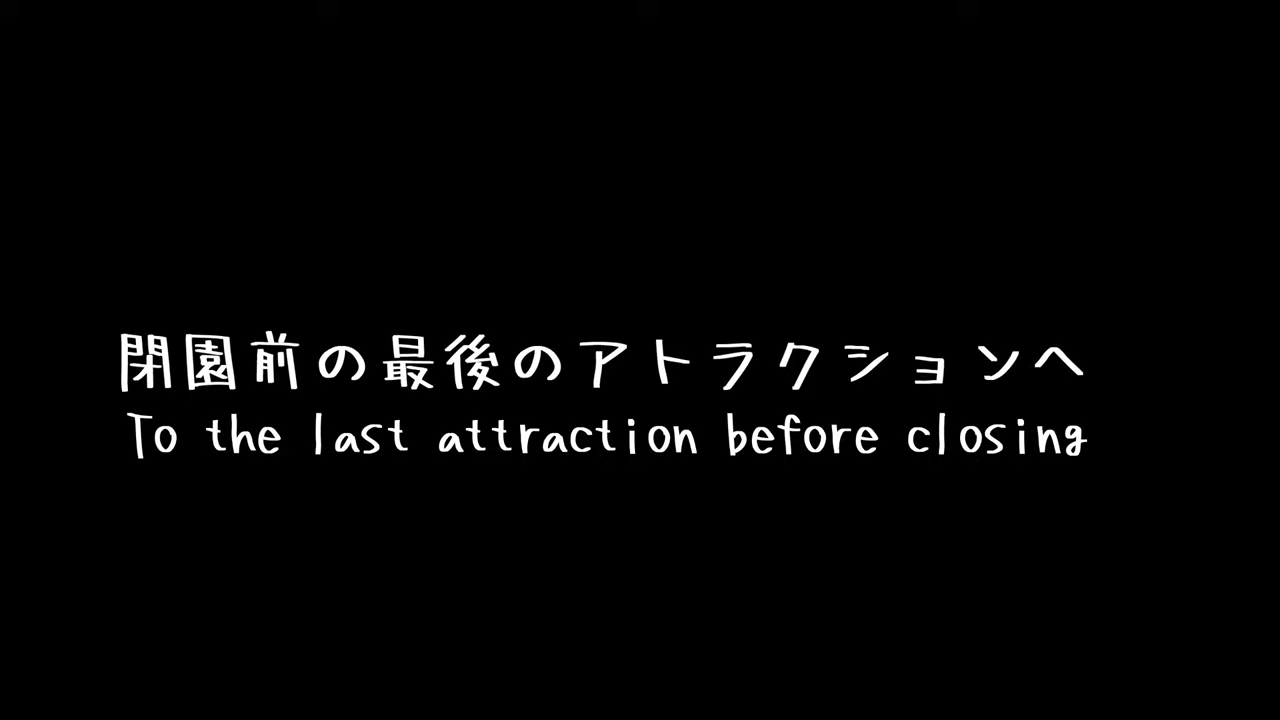 閉園前の最後のアトラクションへ
To the last attraction before closing